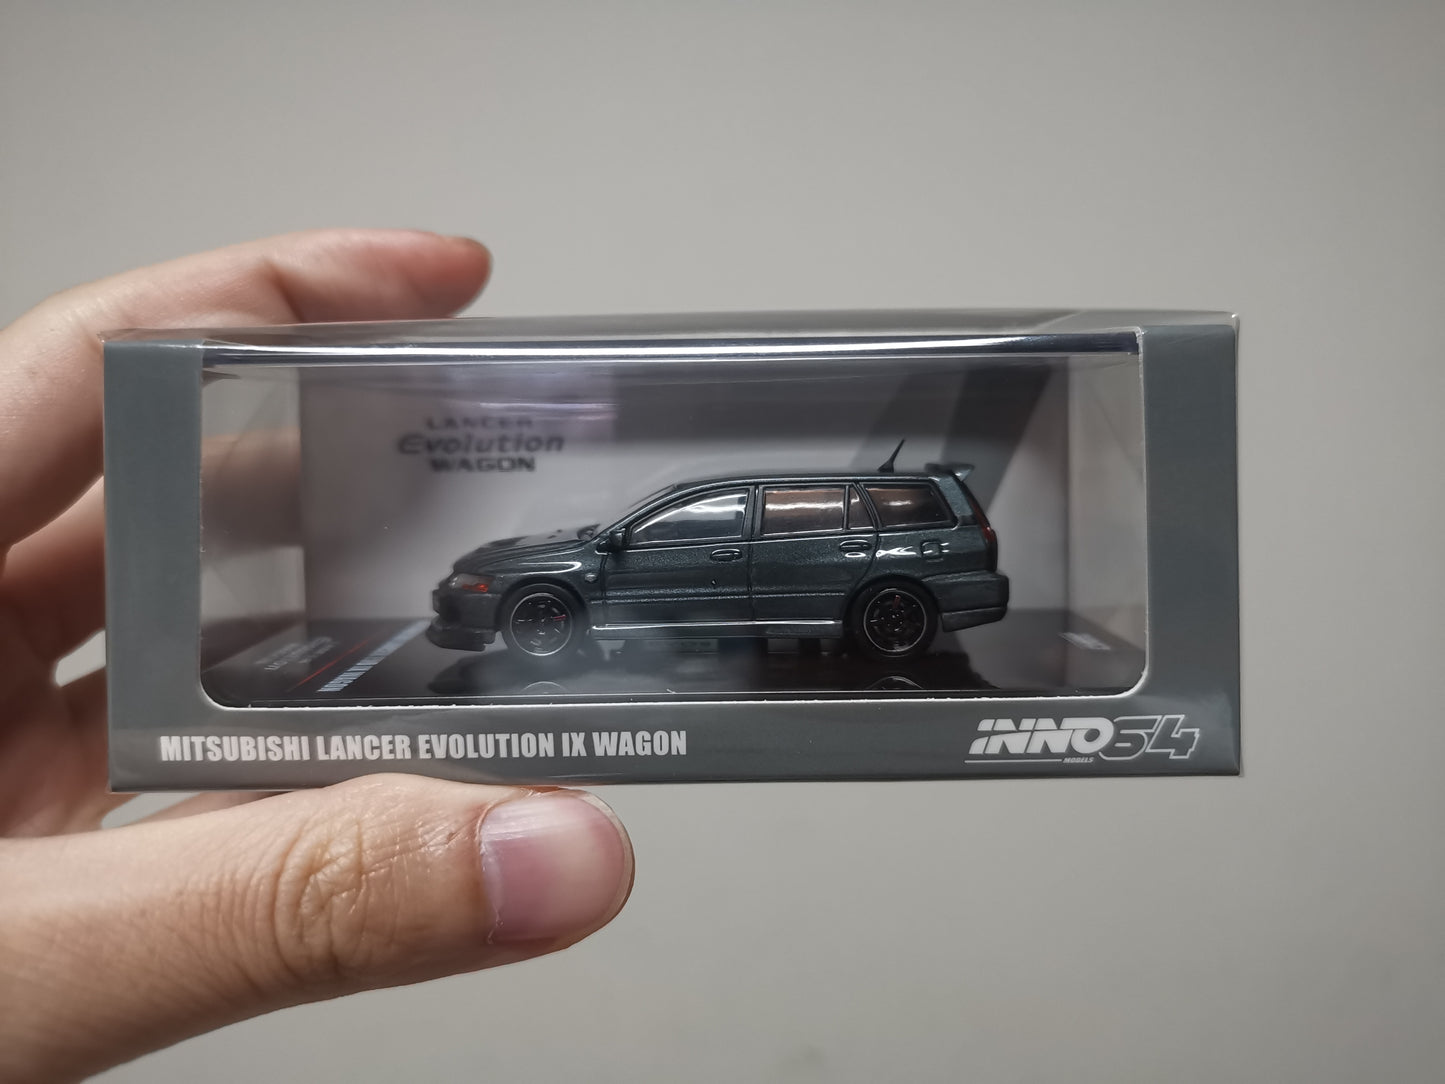 LANCER
Evolution
WAGON
MITSUBISHI LANCER EVOLUTION IX WAGON
INNO64
MODELS